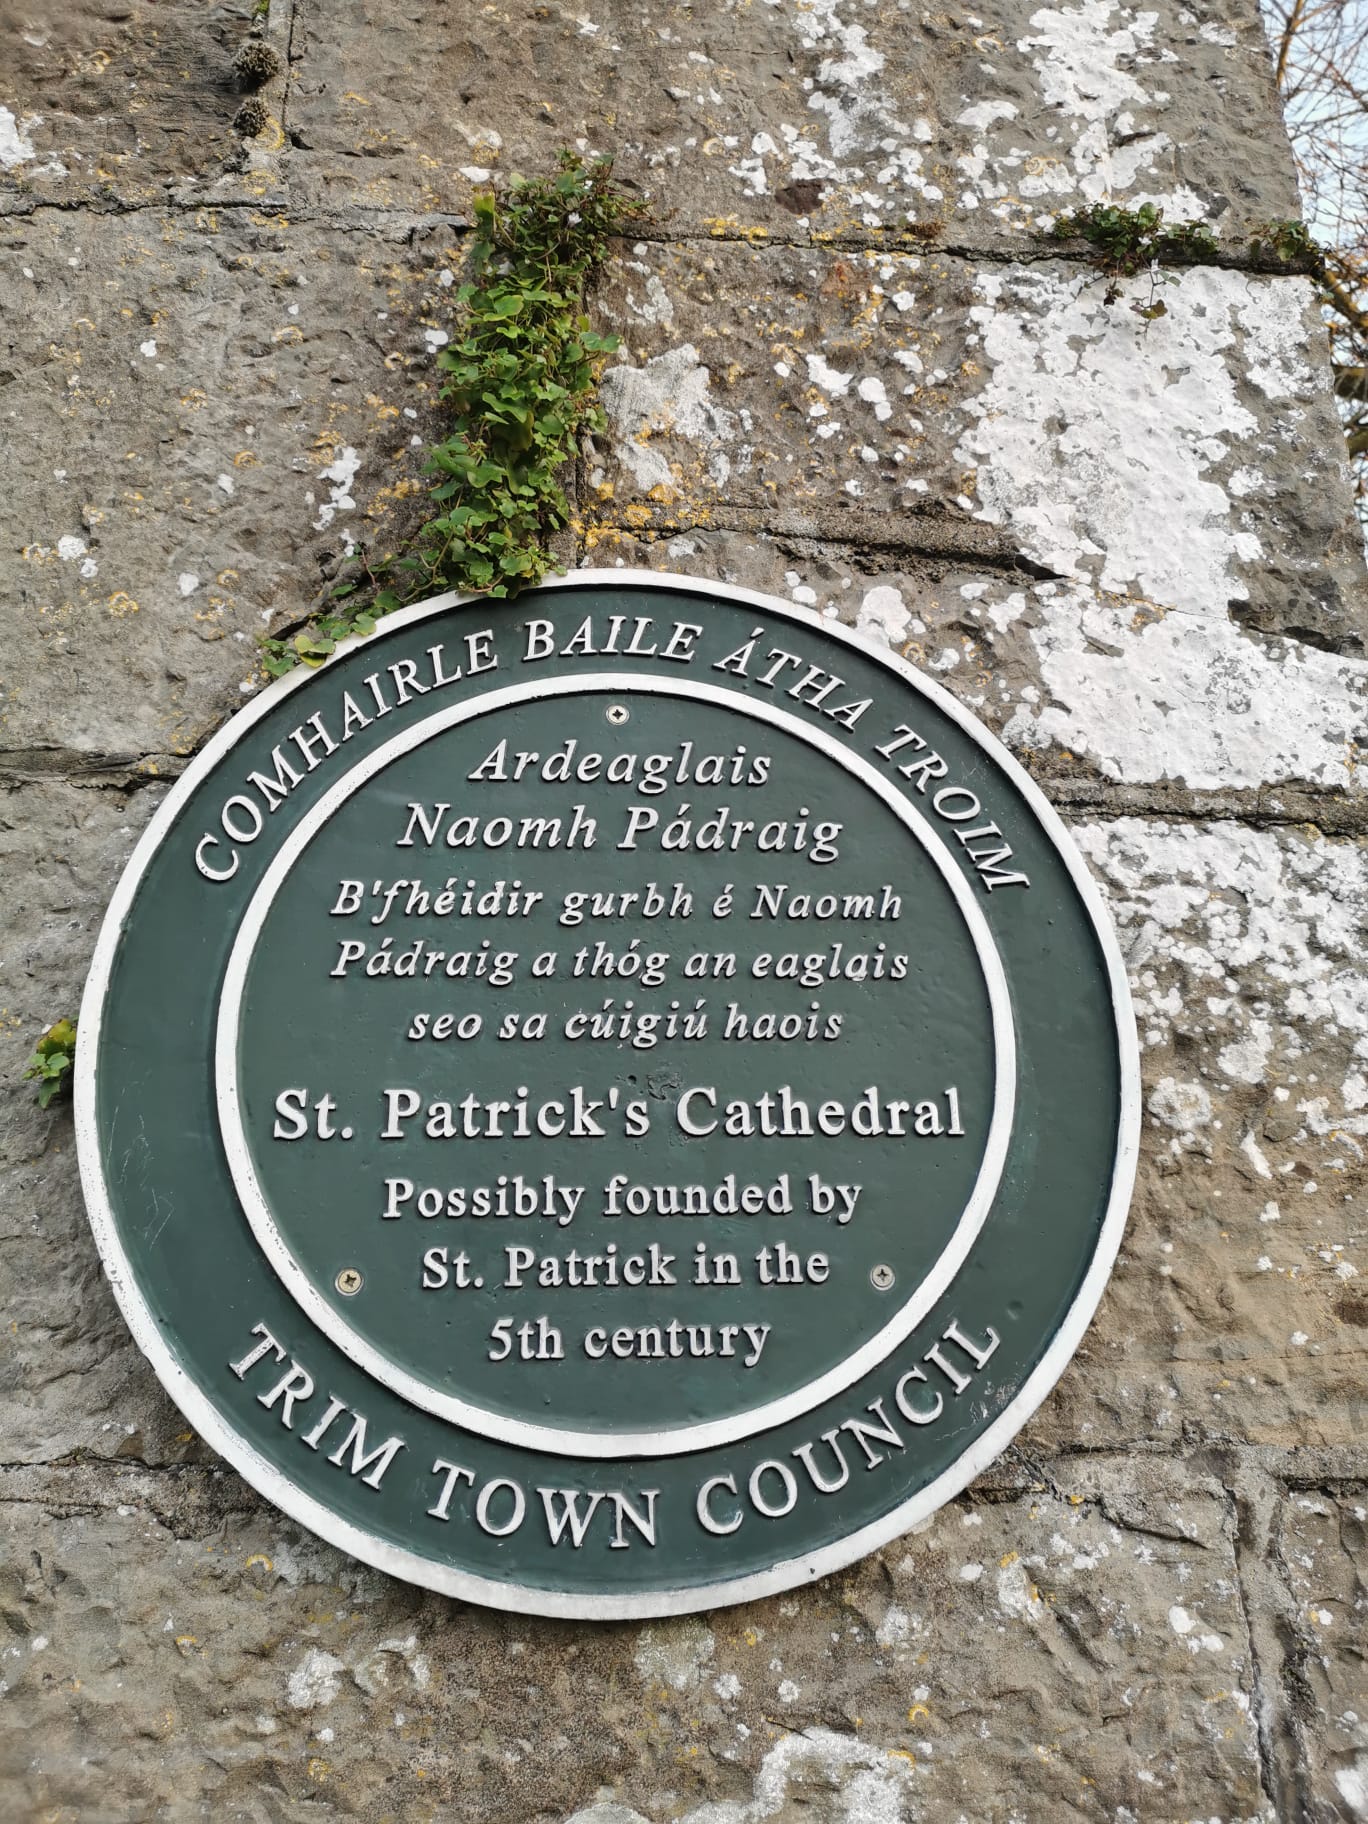 COMHAIRLE BAILE ÁTHA TROIM
Ardeaglais
Naomh Pádraig
B'fhéidir gurbh é Naomh
Pádraig a thóg an eaglais
seo sa cúigiú haois
St. Patrick's Cathedral
Possibly founded by
St. Patrick in the
5th century
TRIM TOWN COUNCIL